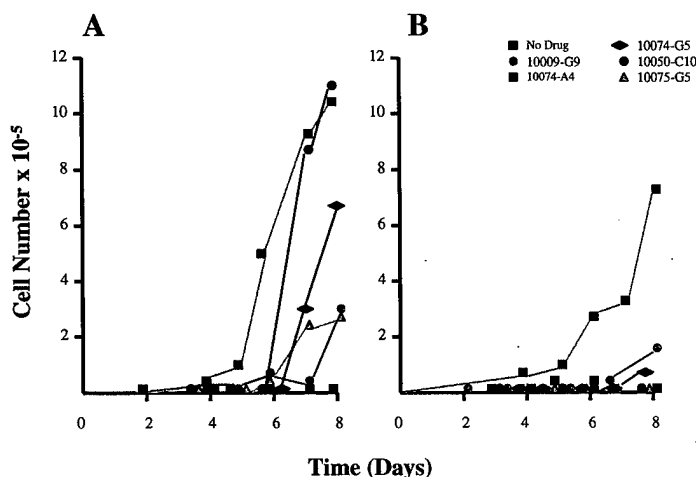 A
B
No Drug
10009-G9
10074-A4
10074-G5
10050-C10
10075-G5
Cell Number x 10-5
12
10
8
6
4
2
0 2 4 6 8
12
10
8
6
4
2
0 2 4 6 8
Time (Days)